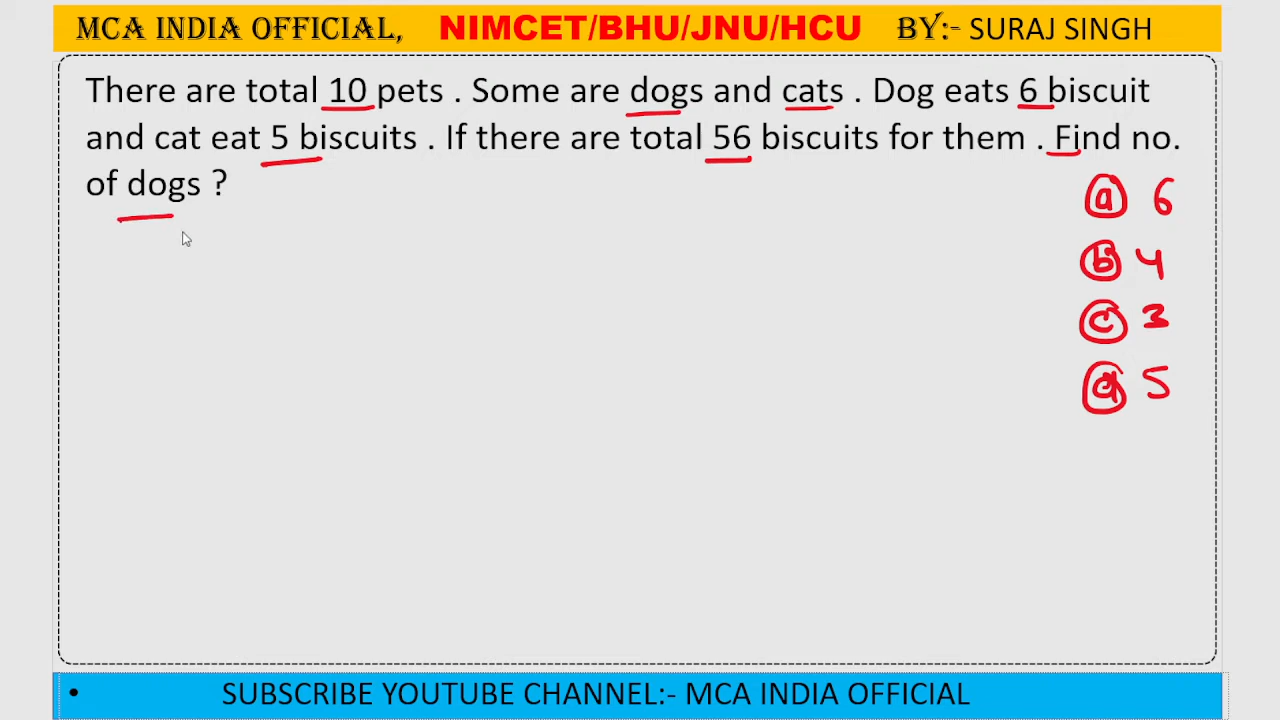 MCA INDIA OFFICIAL, NIMCET/BHU/JNU/HCU BY:- SURAJ SINGH
There are total 10 pets . Some are dogs and cats . Dog eats 6 biscuit
and cat eat 5 biscuits . If there are total 56 biscuits for them . Find no.
of dogs ?
a 6
b 4
c 3
d 5
• SUBSCRIBE YOUTUBE CHANNEL:- MCA INDIA OFFICIAL